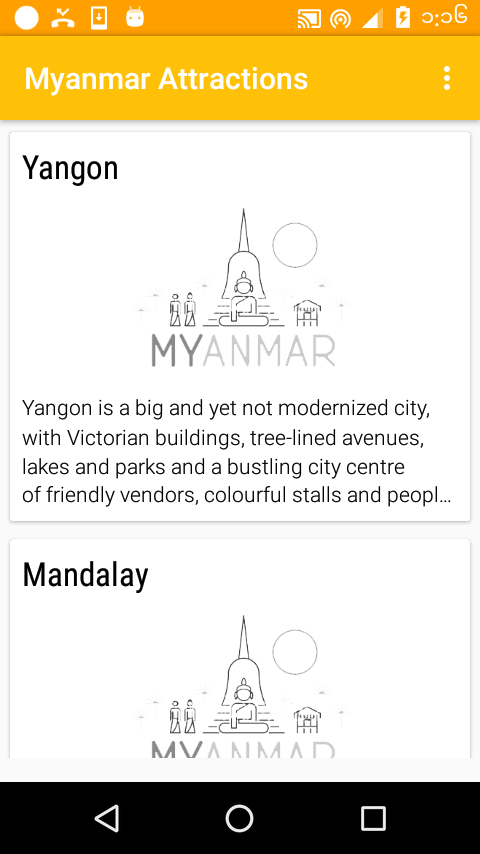 ၁:၁၆
Myanmar Attractions
Yangon
MYANMAR
Yangon is a big and yet not modernized city,
with Victorian buildings, tree-lined avenues,
lakes and parks and a bustling city centre
of friendly vendors, colourful stalls and peopl…
Mandalay
MYANMAR